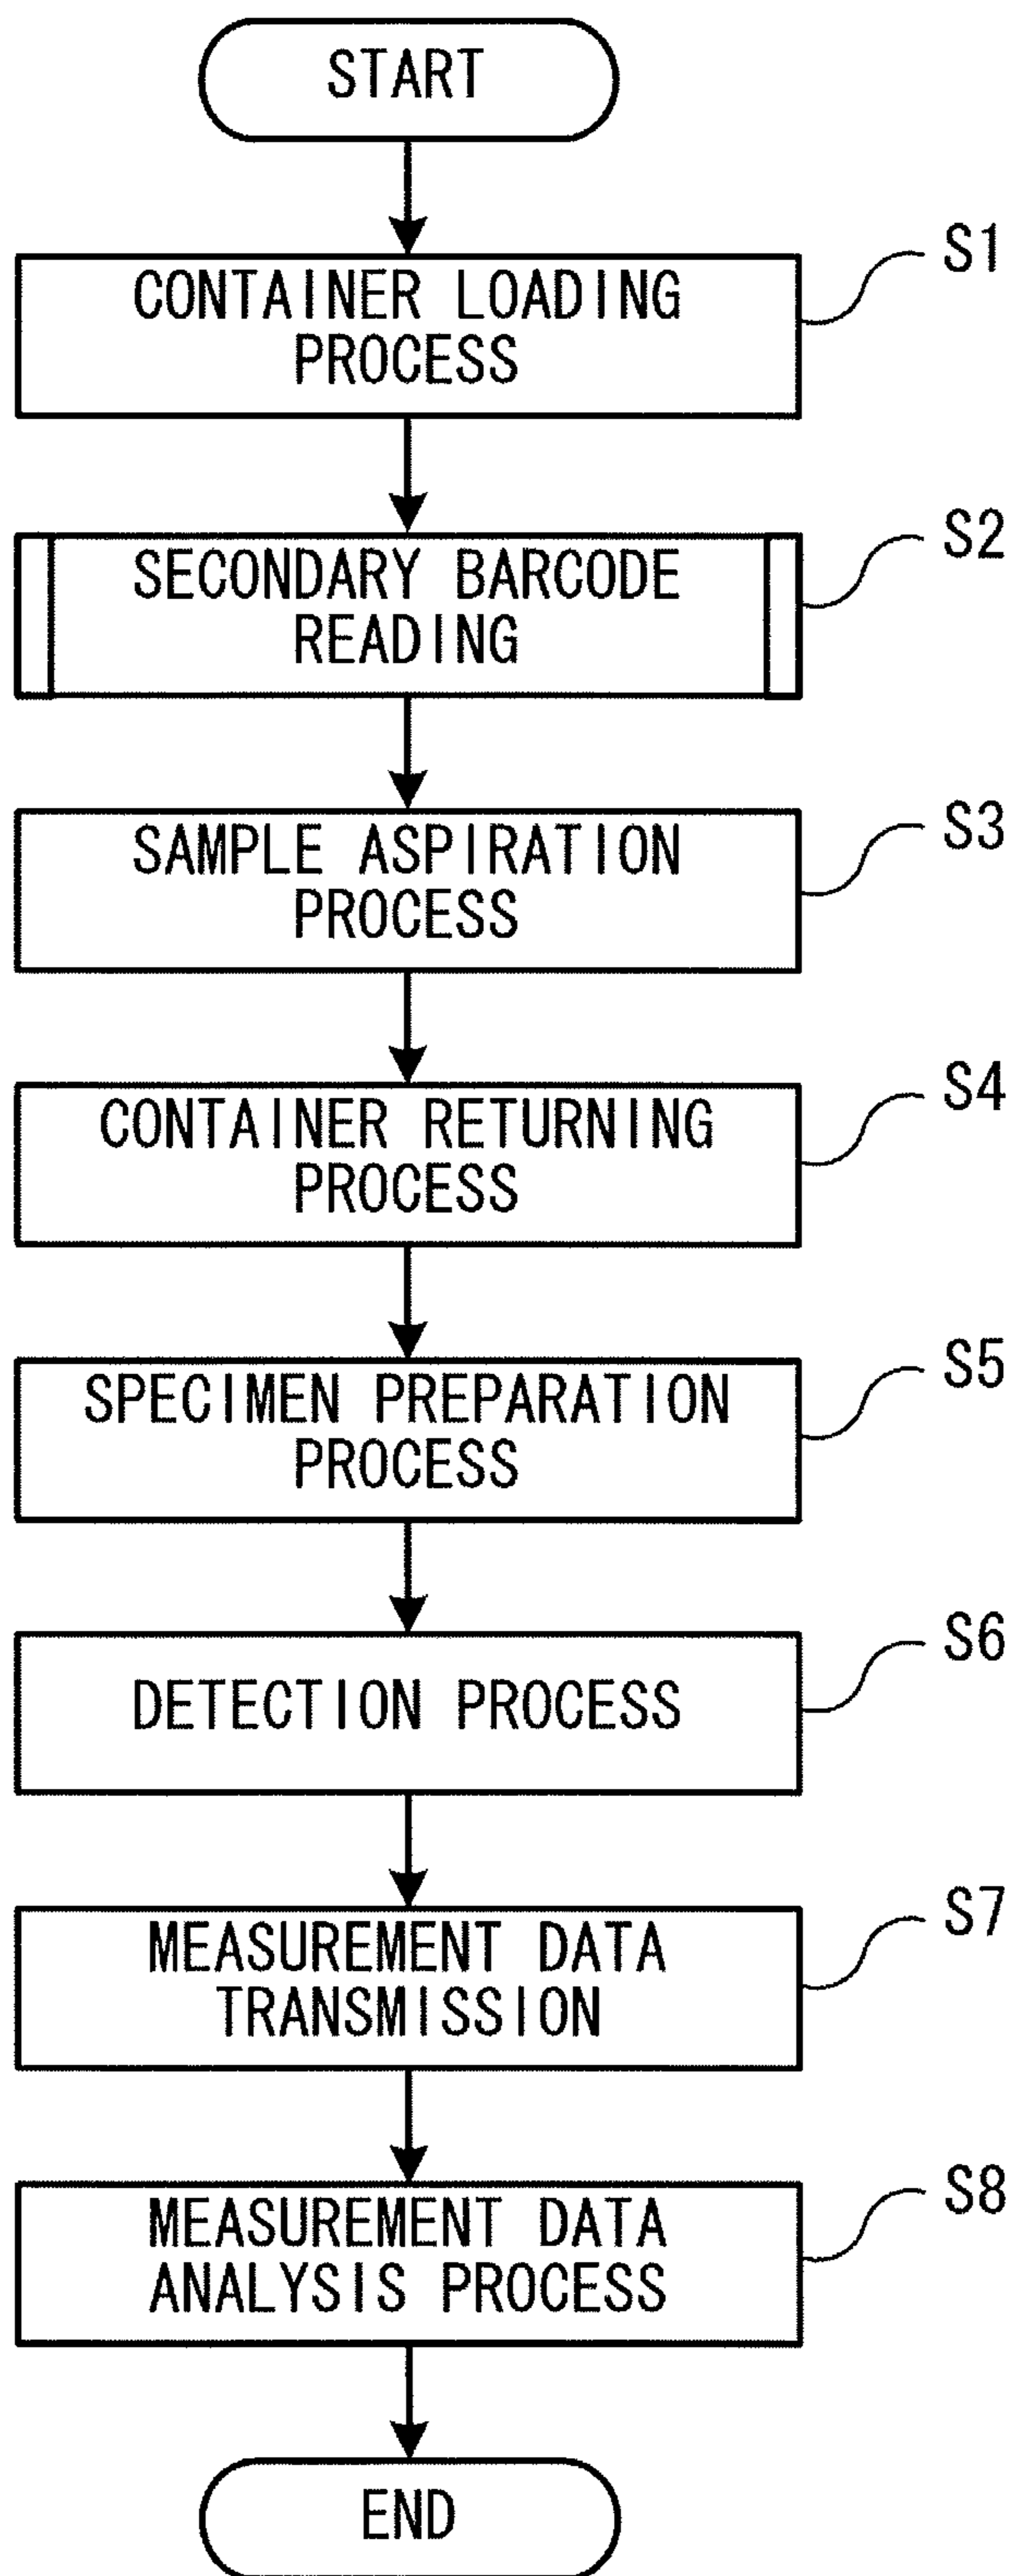 START
S1
CONTAINER LOADING
PROCESS
S2
SECONDARY BARCODE
READING
S3
SAMPLE ASPIRATION
PROCESS
S4
CONTAINER RETURNING
PROCESS
S5
SPECIMEN PREPARATION
PROCESS
S6
DETECTION PROCESS
S7
MEASUREMENT DATA
TRANSMISSION
S8
MEASUREMENT DATA
ANALYSIS PROCESS
END